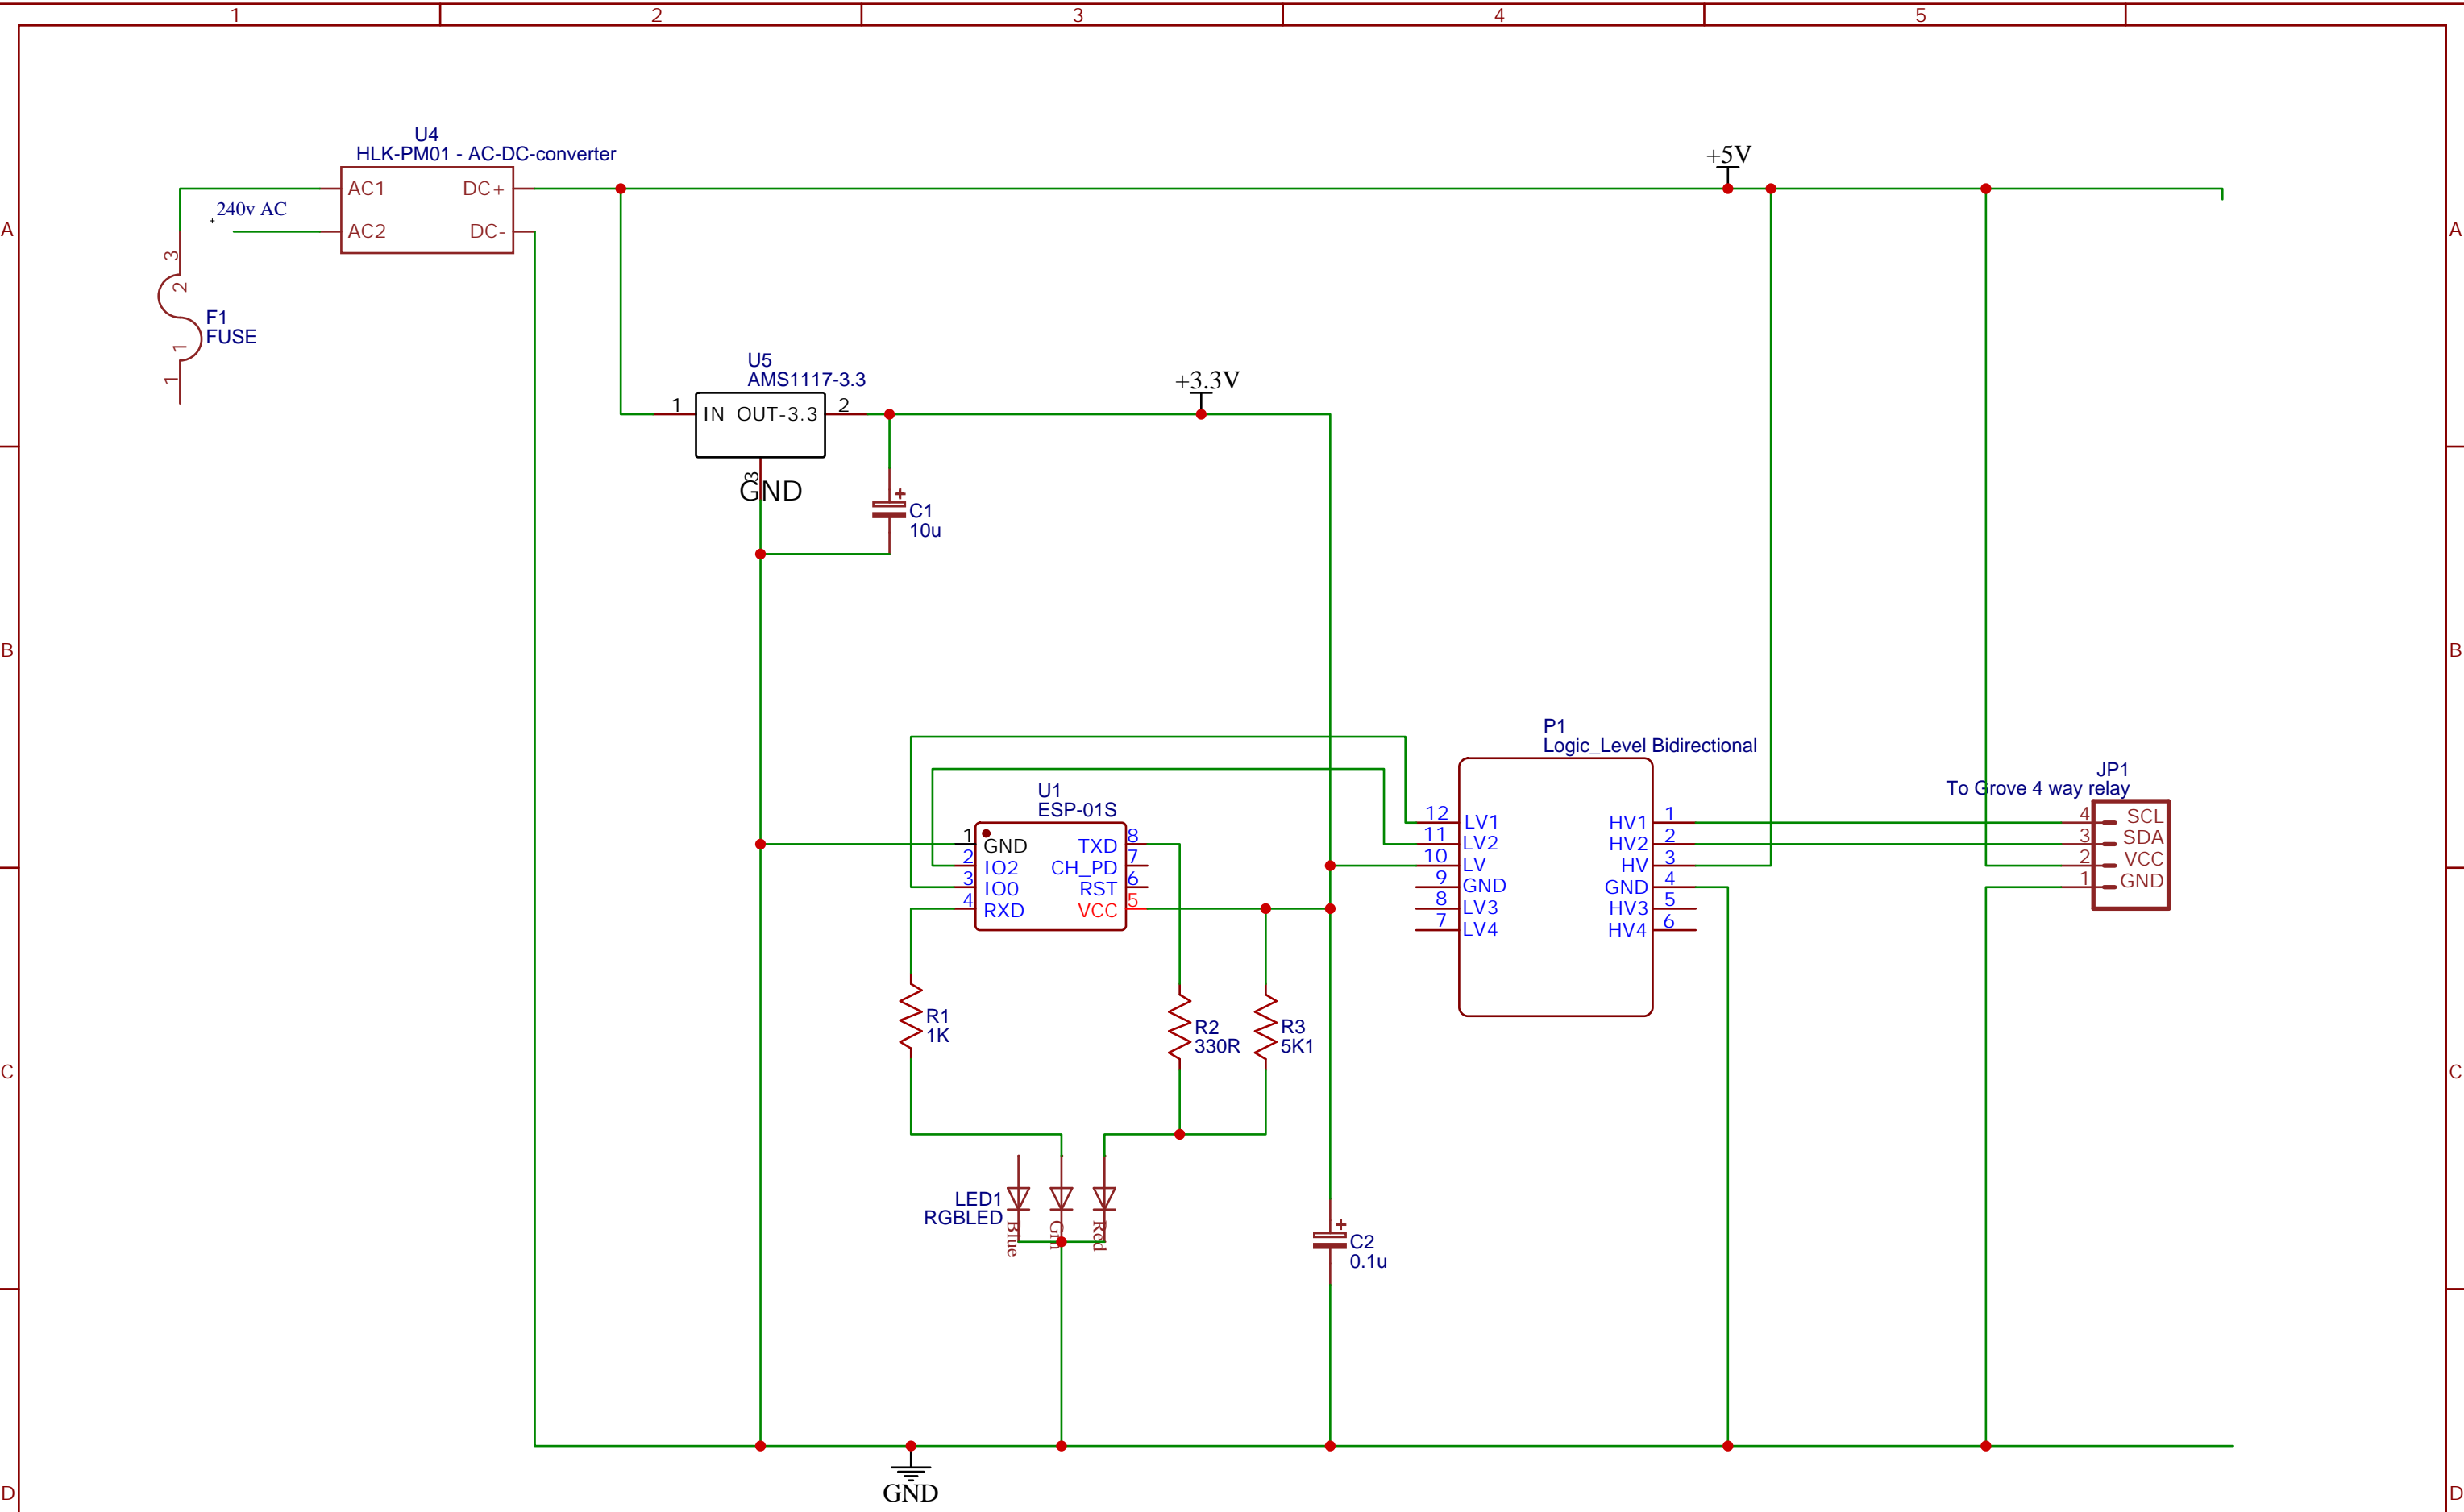 1 2 3 4 5
A
A
B
B
C
C
D
D
U4
HLK-PM01 - AC-DC-converter
AC1 DC+
AC2 DC-
240v AC
3
2
1
1
F1
FUSE
+5V
U5
AMS1117-3.3
1 IN OUT-3.3 2
3
GND
+3.3V
+
C1
10u
U1
ESP-01S
1 GND TXD 8
2 IO2 CH_PD 7
3 IO0 RST 6
4 RXD VCC 5
P1
Logic_Level Bidirectional
12 LV1 HV1 1
11 LV2 HV2 2
10 LV HV 3
9 GND GND 4
8 LV3 HV3 5
7 LV4 HV4 6
JP1
To Grove 4 way relay
4 SCL
3 SDA
2 VCC
1 GND
R1
1K
R2
330R
R3
5K1
LED1
RGBLED
Blue
Grn
Red
+
C2
0.1u
GND